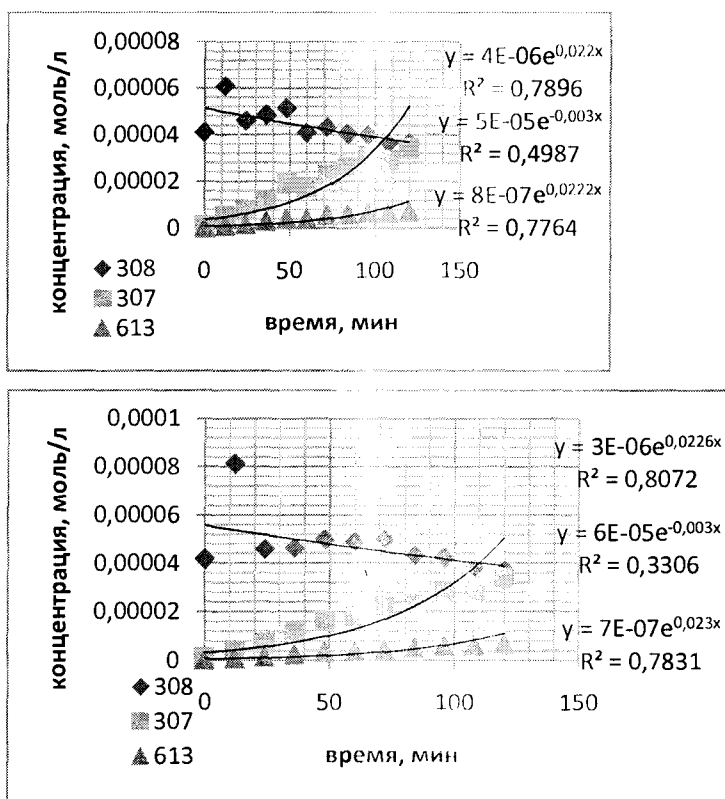 концентрация, моль/л
0,00008
0,00006
0,00004
0,00002
0
0
50
100
150
время, мин
308
307
613
y = 4E-06e^0,022x
R² = 0,7896
y = 5E-05e^-0,003x
R² = 0,4987
y = 8E-07e^0,0222x
R² = 0,7764
концентрация, моль/л
0,0001
0,00008
0,00006
0,00004
0,00002
0
0
50
100
150
время, мин
308
307
613
y = 3E-06e^0,0226x
R² = 0,8072
y = 6E-05e^-0,003x
R² = 0,3306
y = 7E-07e^0,023x
R² = 0,7831